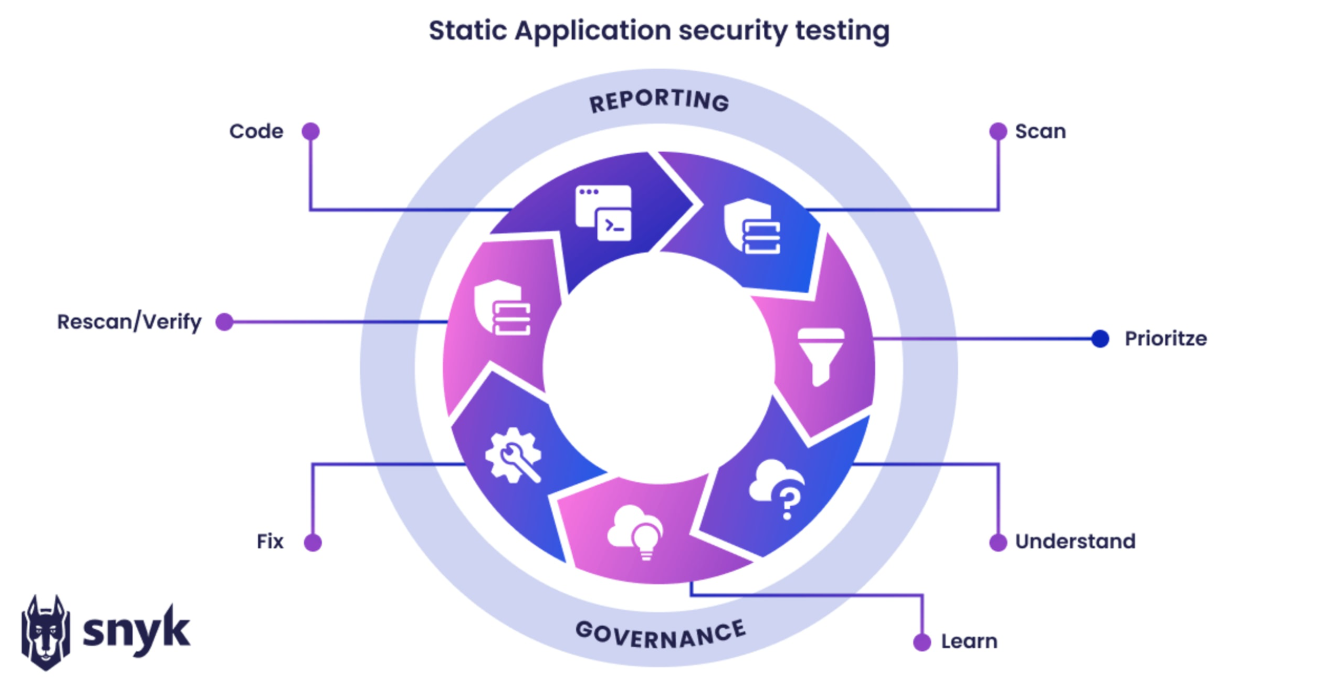 Static Application security testing
REPORTING
Code
Scan
Rescan/Verify
Prioritze
Fix
Understand
GOVERNANCE
Learn
snyk